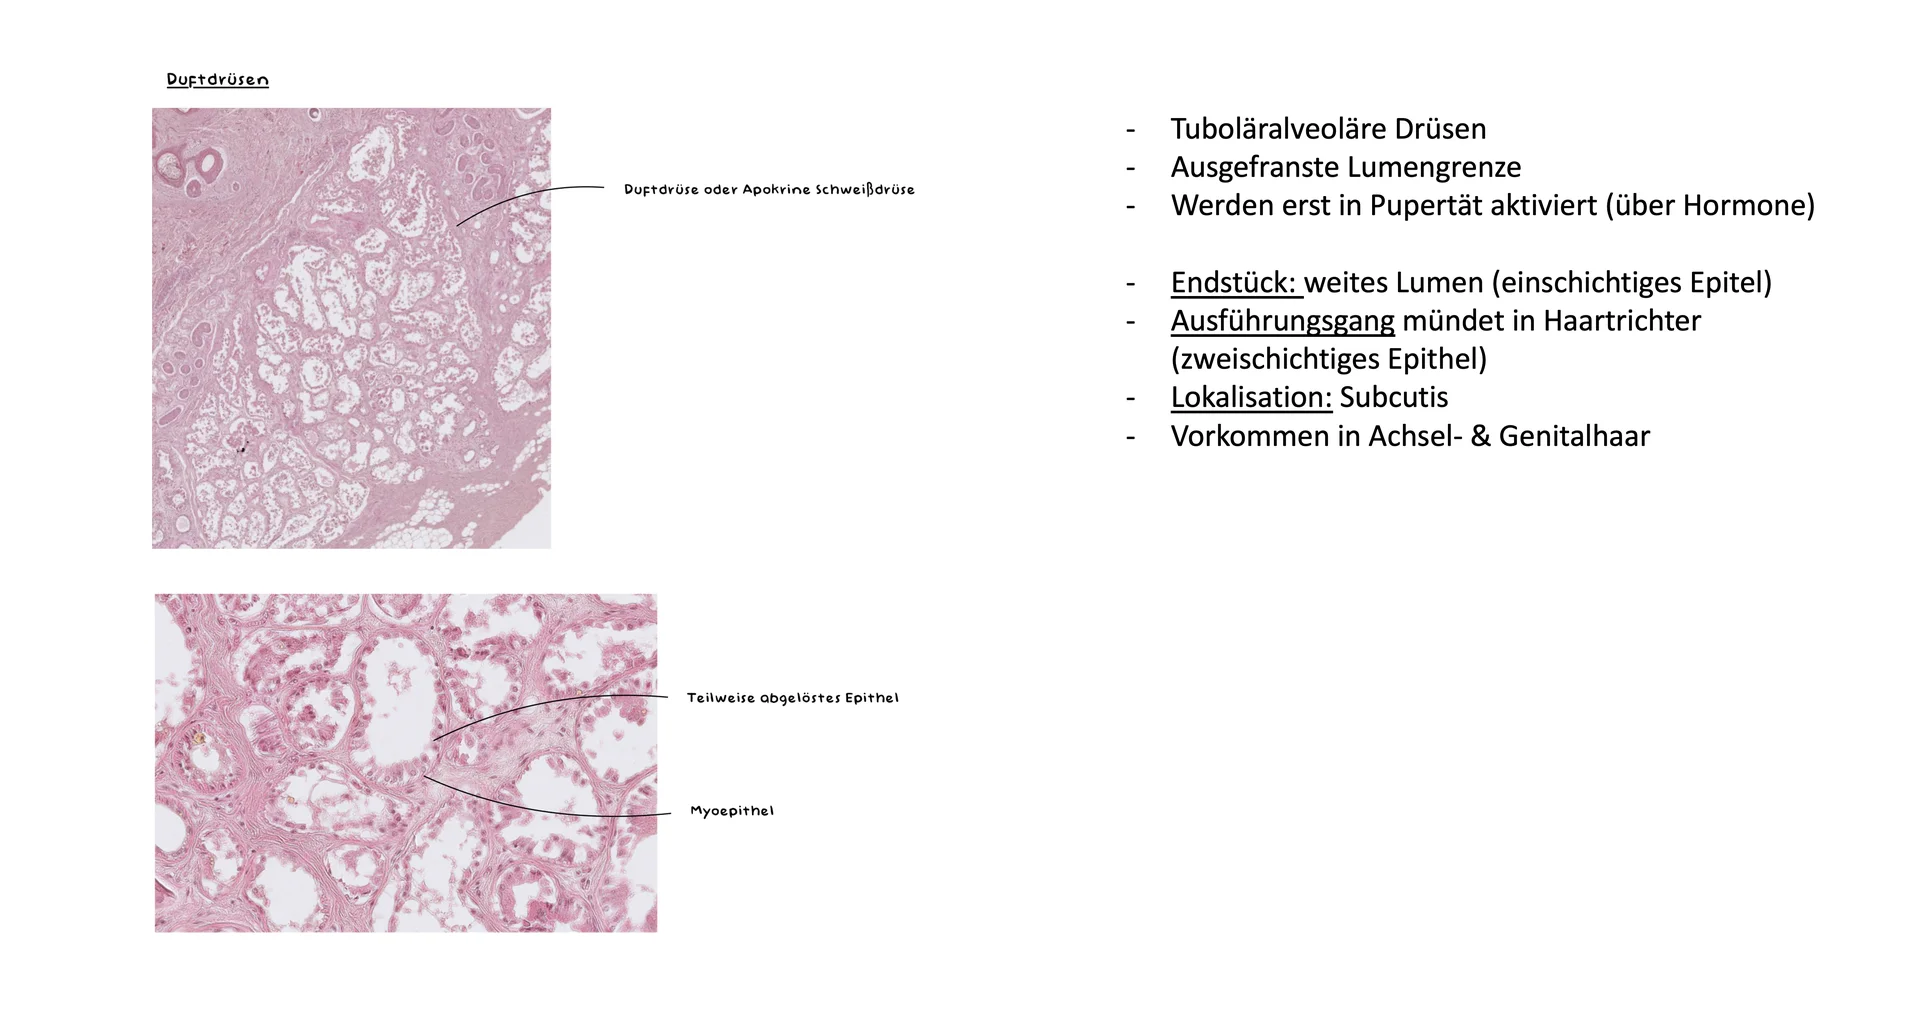 Duftdrüsen
Duftdrüse oder Apokrine Schweißdrüse
Teilweise abgelöstes Epithel
Myoepithel
- Tuboläralveoläre Drüsen
- Ausgefranste Lumengrenze
- Werden erst in Pupertät aktiviert (über Hormone)
- Endstück: weites Lumen (einschichtiges Epitel)
- Ausführungsgang mündet in Haartrichter
(zweischichtiges Epithel)
- Lokalisation: Subcutis
- Vorkommen in Achsel- & Genitalhaar